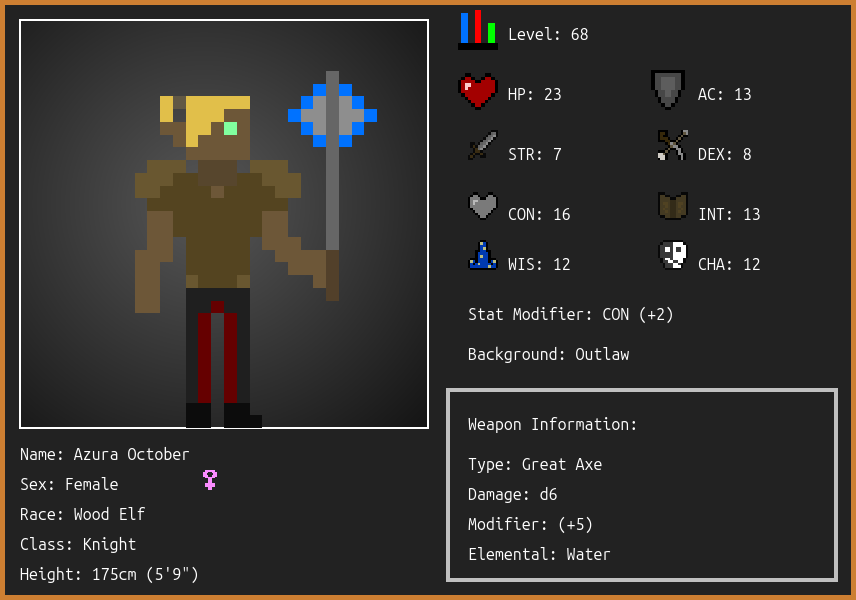 Level: 68
HP: 23
AC: 13
STR: 7
DEX: 8
CON: 16
INT: 13
WIS: 12
CHA: 12
Stat Modifier: CON (+2)
Background: Outlaw
Weapon Information:
Type: Great Axe
Damage: d6
Modifier: (+5)
Elemental: Water
Name: Azura October
Sex: Female
Race: Wood Elf
Class: Knight
Height: 175cm (5'9")